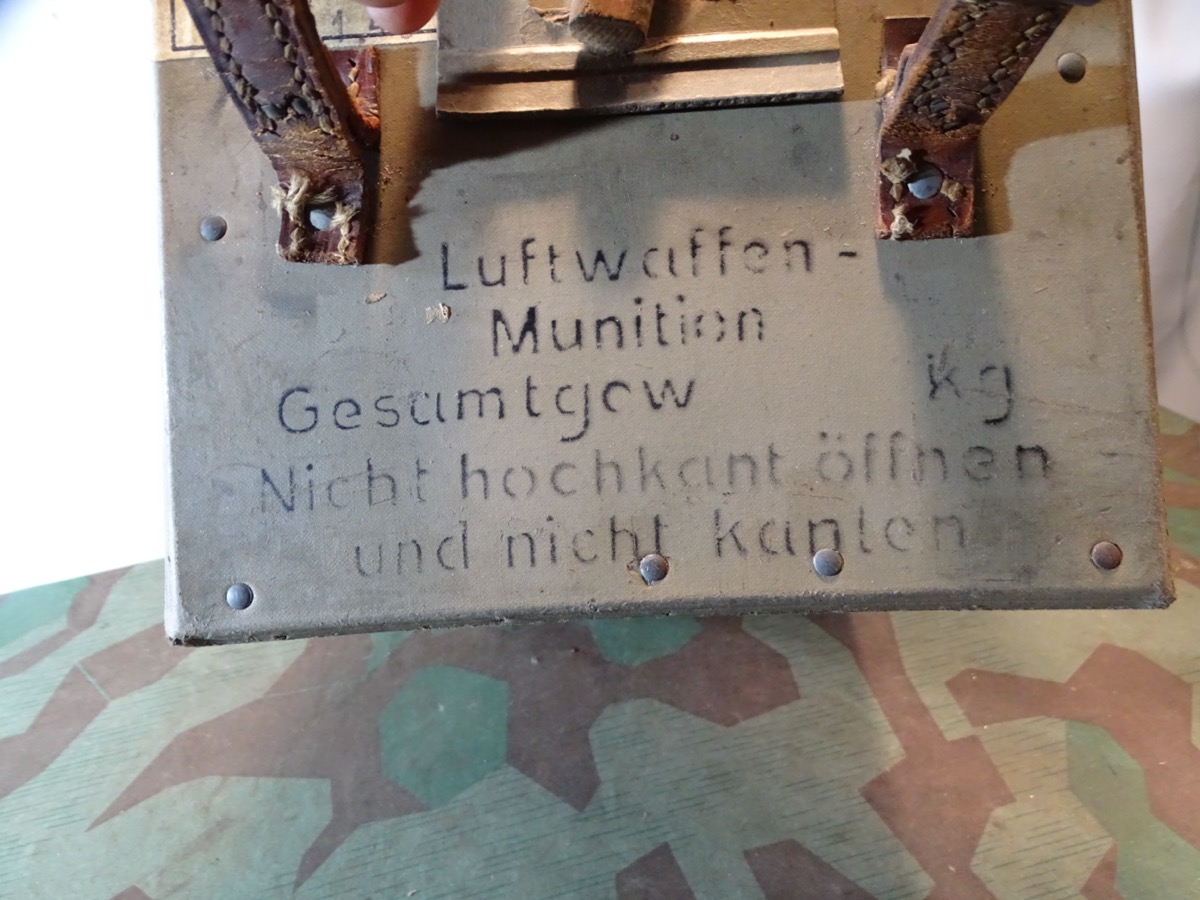 Luftwaffen-
Munition
Gesamtgew kg
Nicht hochkant öffnen
und nicht kanten